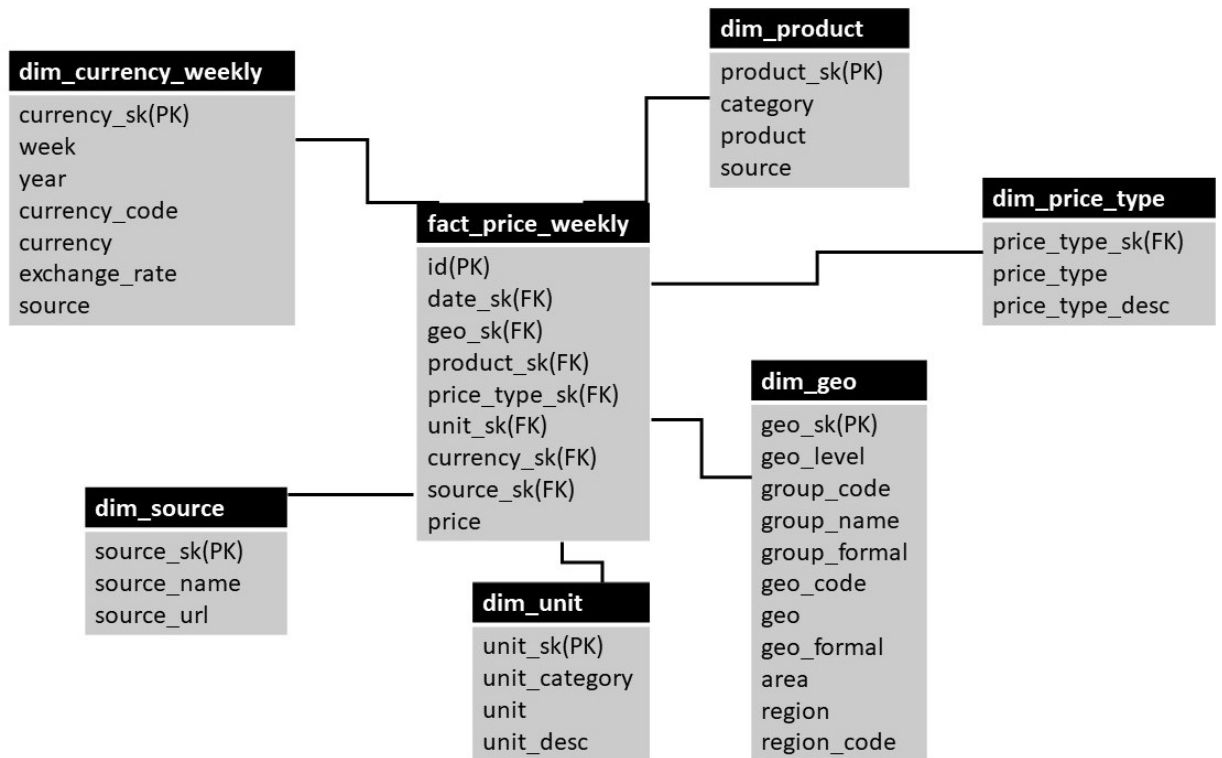 dim_product
product_sk(PK)
category
product
source
dim_currency_weekly
currency_sk(PK)
week
year
currency_code
currency
exchange_rate
source
dim_price_type
price_type_sk(FK)
price_type
price_type_desc
fact_price_weekly
id(PK)
date_sk(FK)
geo_sk(FK)
product_sk(FK)
price_type_sk(FK)
unit_sk(FK)
currency_sk(FK)
source_sk(FK)
price
dim_geo
geo_sk(PK)
geo_level
group_code
group_name
group_formal
geo_code
geo
geo_formal
area
region
region_code
dim_source
source_sk(PK)
source_name
source_url
dim_unit
unit_sk(PK)
unit_category
unit
unit_desc